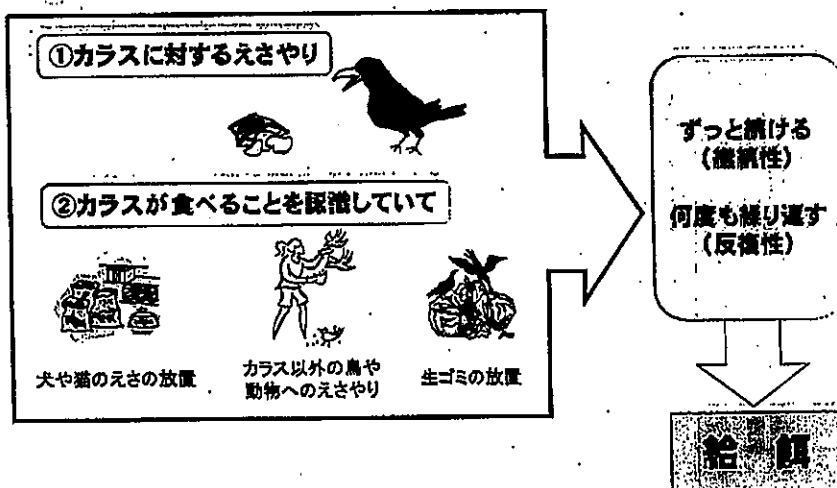 ①カラスに対するえさやり
②カラスが食べることを認識していて
犬や猫のえさの放置
カラス以外の鳥や
動物へのえさやり
生ゴミの放置
ずっと続ける
(継続性)
何度も繰り返す
(反復性)
給餌